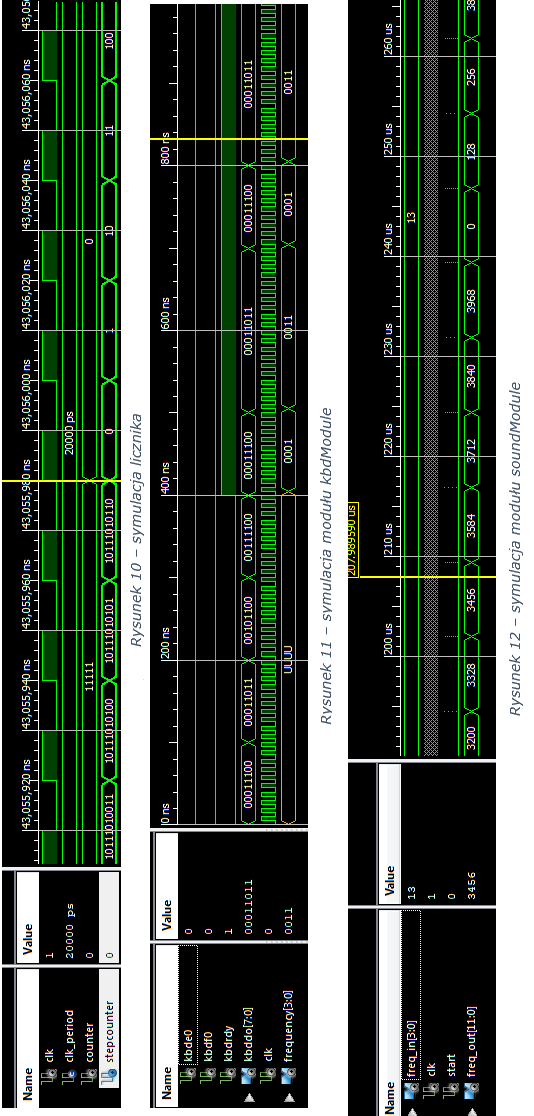 Name Value 43,055,920 ns 43,055,940 ns 43,055,960 ns 43,055,980 ns 43,056,000 ns 43,056,020 ns 43,056,040 ns 43,056,060 ns
clk 1
clk_period 20000 ps 20000 ps
counter 0 11111 0
stepcounter 0 10111010011 10111010100 10111010101 10111010110 0 1 10 11 100
Rysunek 10 – symulacja licznika
Name Value 0 ns 200 ns 400 ns 600 ns 800 ns
kbde0 0
kbdf0 0
kbdrdy 1
kbddo[7:0] 00011011 00011100 00011011 00101100 00111100 00011100 00011011 00011100 00011011
clk 0
frequency[3:0] 0011 UUUU 0001 0011 0001 0011
Rysunek 11 – symulacja modułu kbdModule
207.989590 us
Name Value 200 us 210 us 220 us 230 us 240 us 250 us 260 us
freq_in[3:0] 13 13
clk 1
start 0
freq_out[11:0] 3456 3200 3328 3456 3584 3712 3840 3968 0 128 256 38
Rysunek 12 – symulacja modułu soundModule